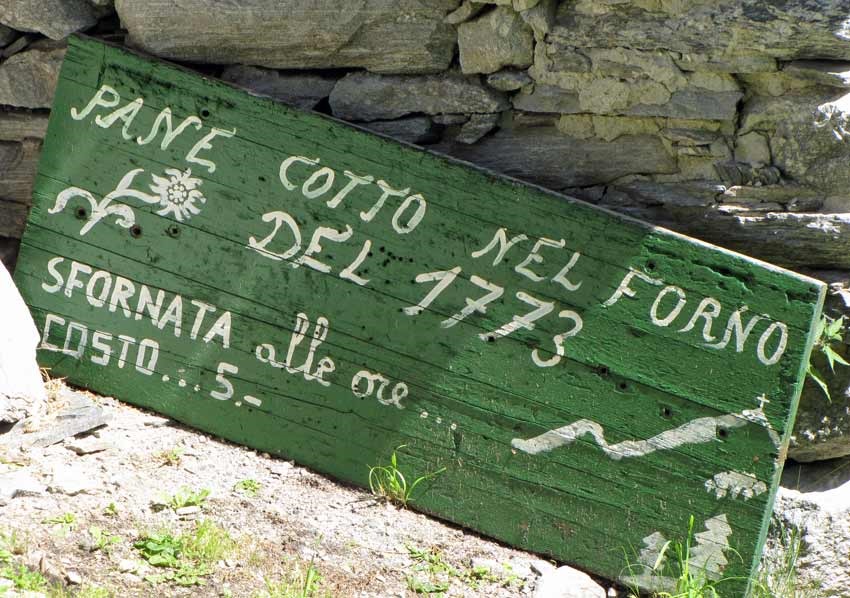 PANE COTTO NEL FORNO
DEL 1773
SFORNATA alle ore...
COSTO... 5.-